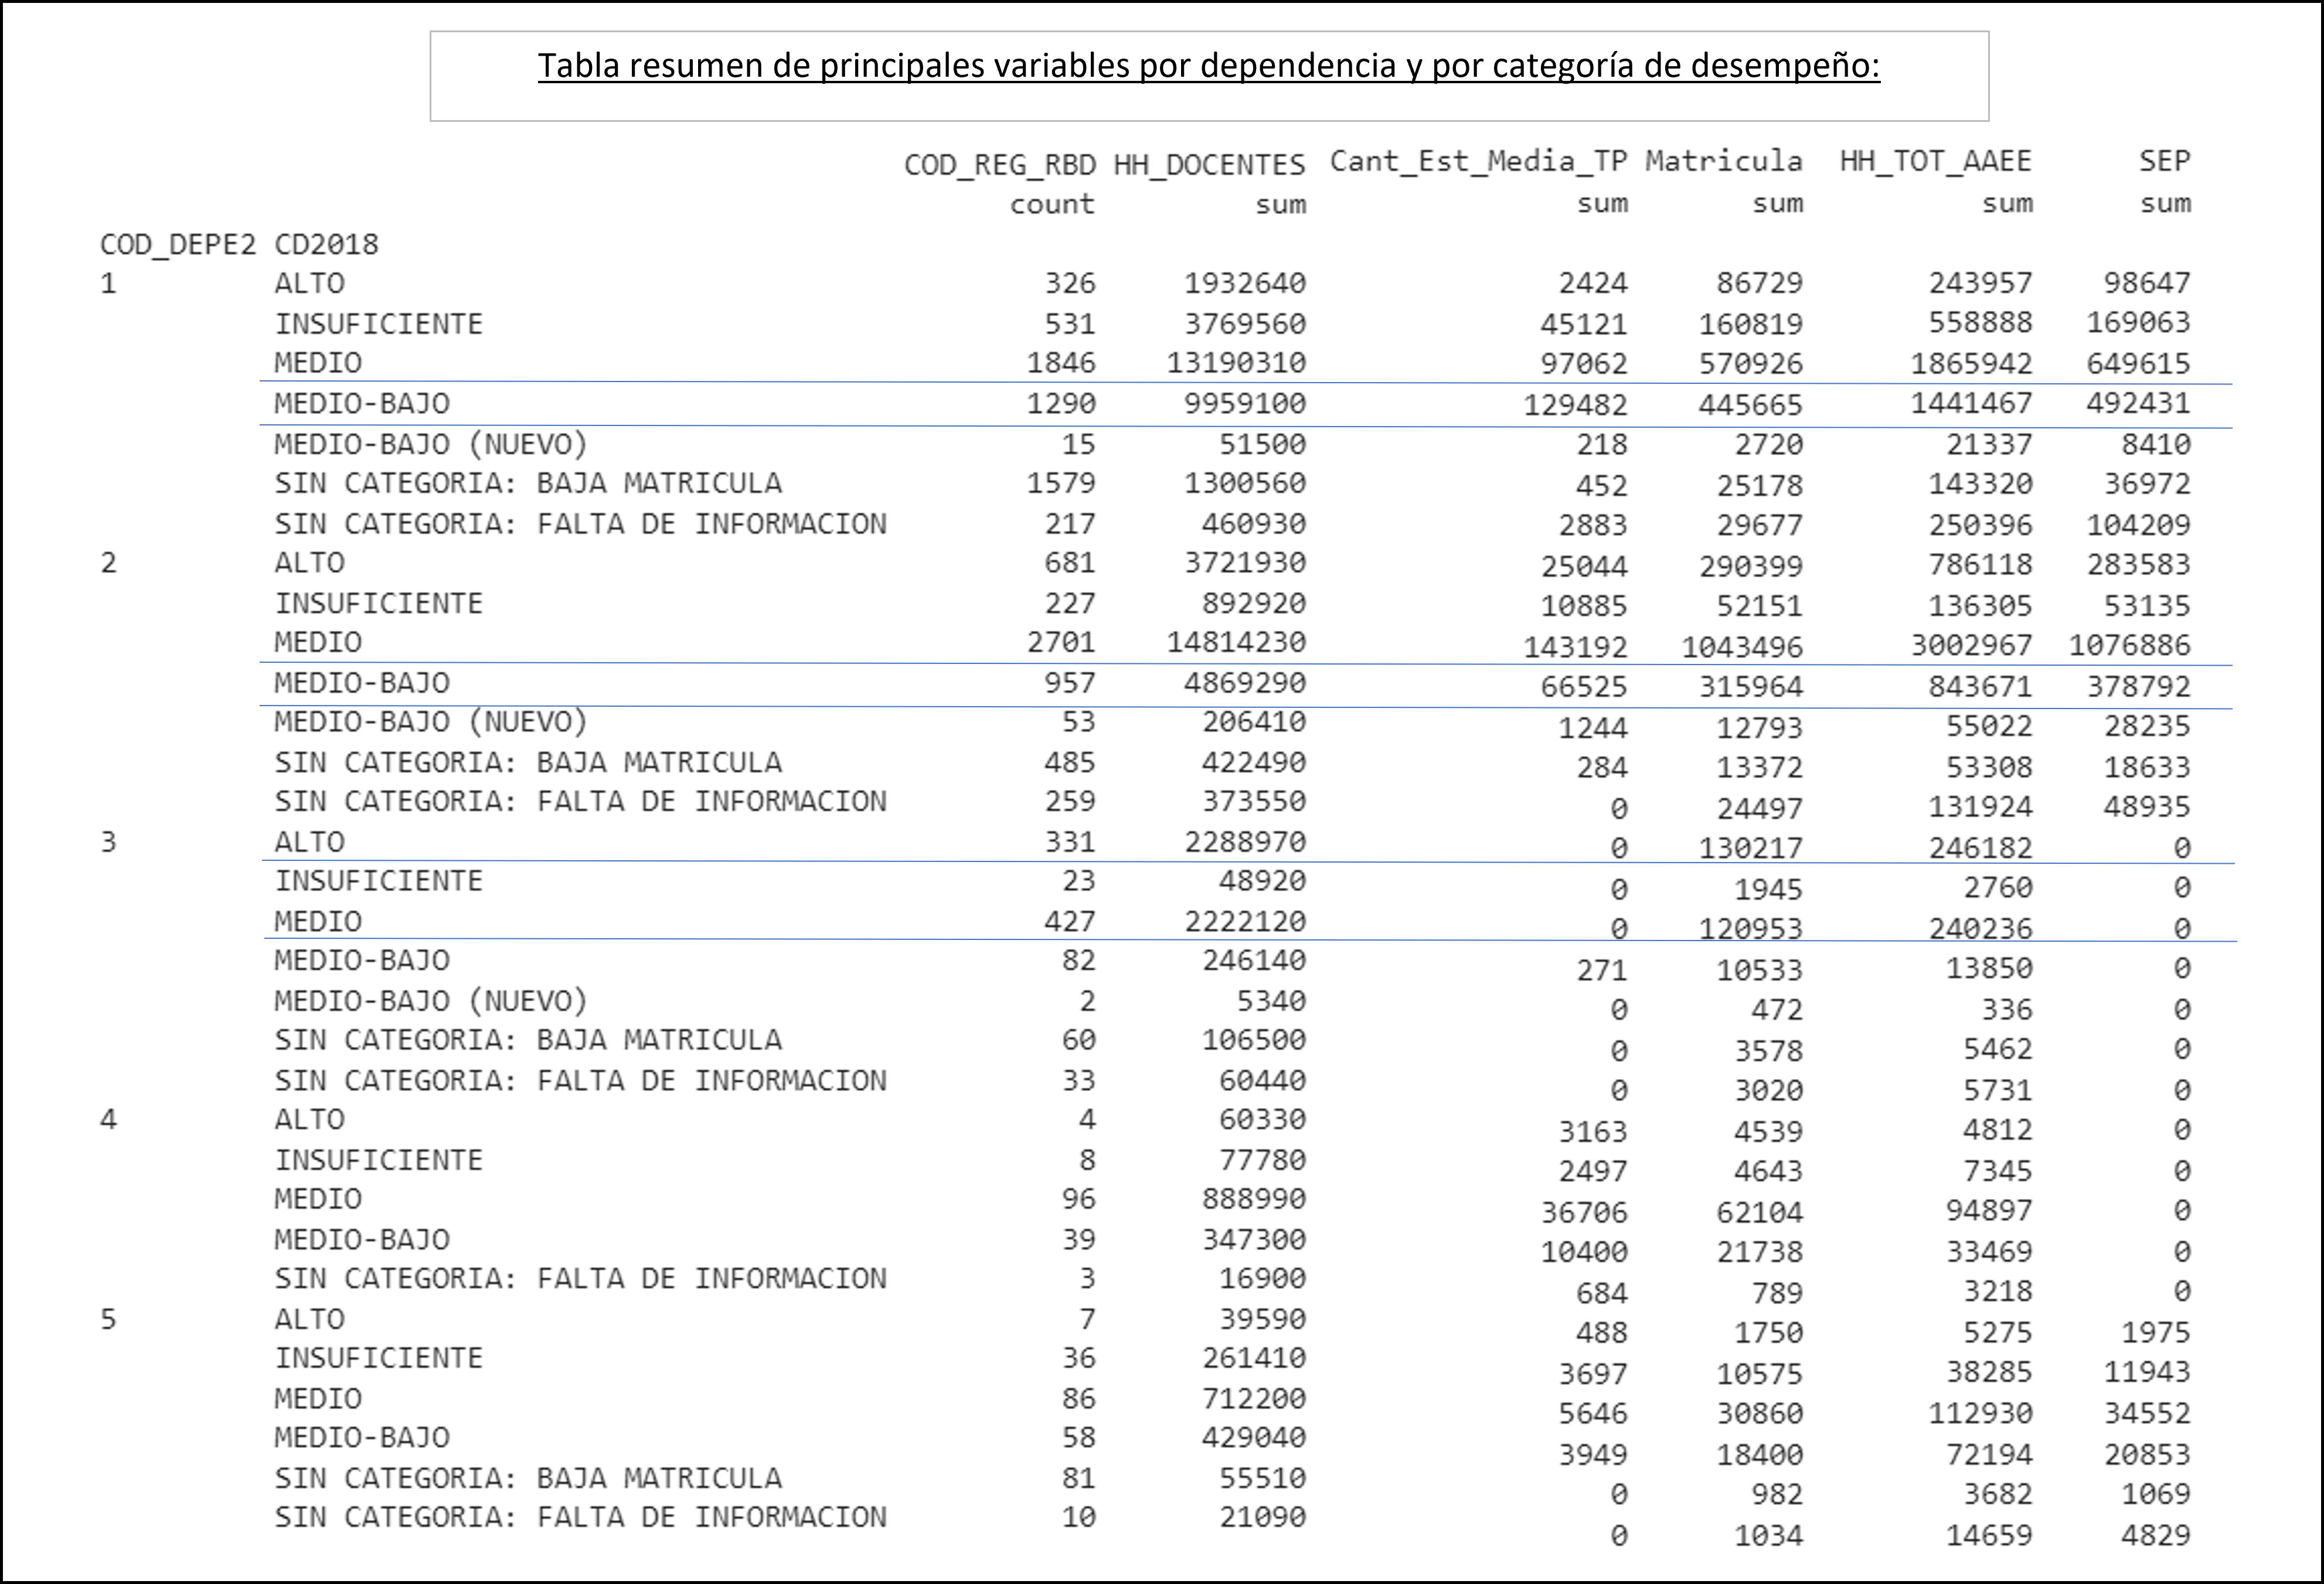 Tabla resumen de principales variables por dependencia y por categoría de desempeño:
COD_REG_RBD HH_DOCENTES Cant_Est_Media_TP Matricula HH_TOT_AAEE SEP
count sum sum sum sum sum
COD_DEPE2 CD2018
1 ALTO 326 1932640 2424 86729 243957 98647
INSUFICIENTE 531 3769560 45121 160819 558888 169063
MEDIO 1846 13190310 97062 570926 1865942 649615
MEDIO-BAJO 1290 9959100 129482 445665 1441467 492431
MEDIO-BAJO (NUEVO) 15 51500 218 2720 21337 8410
SIN CATEGORIA: BAJA MATRICULA 1579 1300560 452 25178 143320 36972
SIN CATEGORIA: FALTA DE INFORMACION 217 460930 2883 29677 250396 104209
2 ALTO 681 3721930 25044 290399 786118 283583
INSUFICIENTE 227 892920 10885 52151 136305 53135
MEDIO 2701 14814230 143192 1043496 3002967 1076886
MEDIO-BAJO 957 4869290 66525 315964 843671 378792
MEDIO-BAJO (NUEVO) 53 206410 1244 12793 55022 28235
SIN CATEGORIA: BAJA MATRICULA 485 422490 284 13372 53308 18633
SIN CATEGORIA: FALTA DE INFORMACION 259 373550 0 24497 131924 48935
3 ALTO 331 2288970 0 130217 246182 0
INSUFICIENTE 23 48920 0 1945 2760 0
MEDIO 427 2222120 0 120953 240236 0
MEDIO-BAJO 82 246140 271 10533 13850 0
MEDIO-BAJO (NUEVO) 2 5340 0 472 336 0
SIN CATEGORIA: BAJA MATRICULA 60 106500 0 3578 5462 0
SIN CATEGORIA: FALTA DE INFORMACION 33 60440 0 3020 5731 0
4 ALTO 4 60330 3163 4539 4812 0
INSUFICIENTE 8 77780 2497 4643 7345 0
MEDIO 96 888990 36706 62104 94897 0
MEDIO-BAJO 39 347300 10400 21738 33469 0
SIN CATEGORIA: FALTA DE INFORMACION 3 16900 684 789 3218 0
5 ALTO 7 39590 488 1750 5275 1975
INSUFICIENTE 36 261410 3697 10575 38285 11943
MEDIO 86 712200 5646 30860 112930 34552
MEDIO-BAJO 58 429040 3949 18400 72194 20853
SIN CATEGORIA: BAJA MATRICULA 81 55510 0 982 3682 1069
SIN CATEGORIA: FALTA DE INFORMACION 10 21090 0 1034 14659 4829